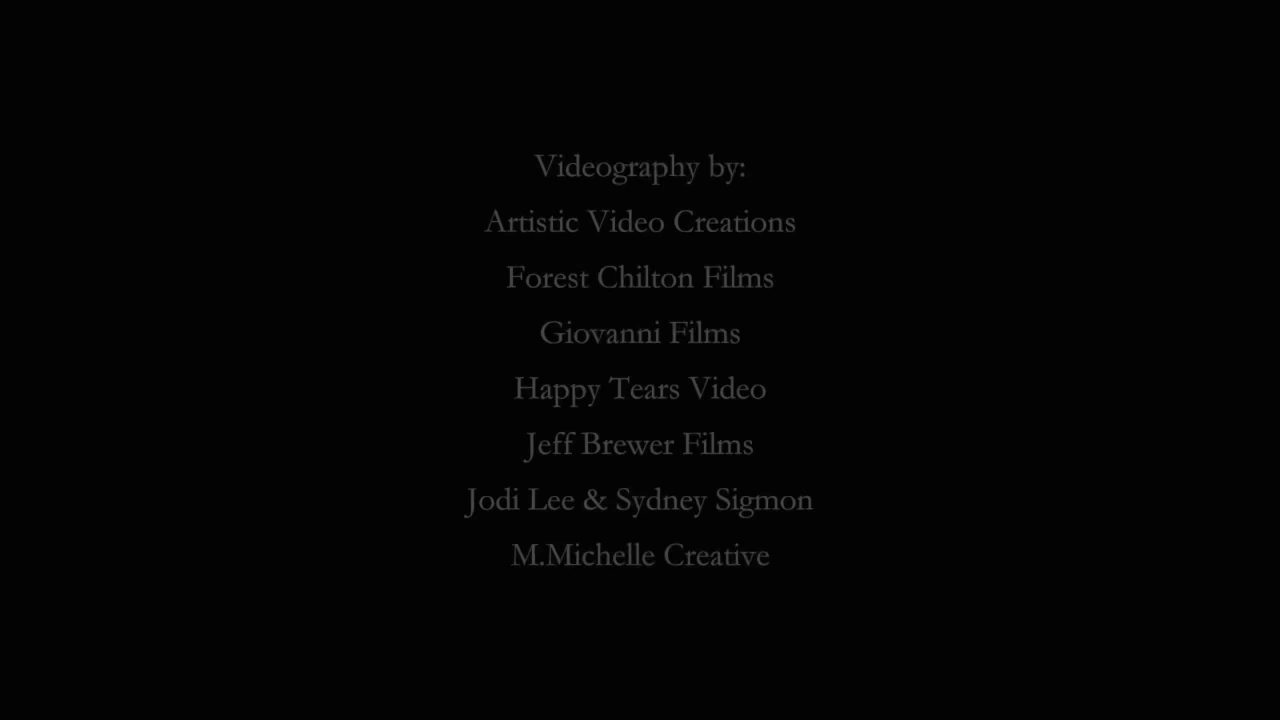 Videography by:
Artistic Video Creations
Forest Chilton Films
Giovanni Films
Happy Tears Video
Jeff Brewer Films
Jodi Lee & Sydney Sigmon
M.Michelle Creative